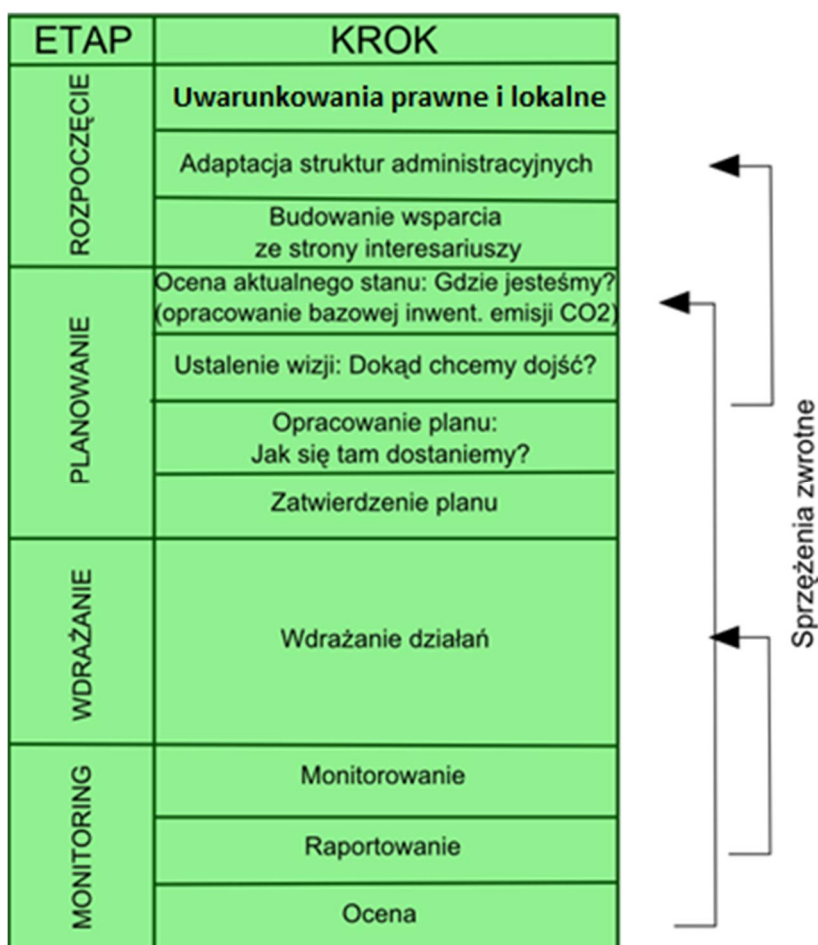 ETAP
KROK
ROZPOCZĘCIE
Uwarunkowania prawne i lokalne
Adaptacja struktur administracyjnych
Budowanie wsparcia
ze strony interesariuszy
PLANOWANIE
Ocena aktualnego stanu: Gdzie jesteśmy?
(opracowanie bazowej inwent. emisji CO2)
Ustalenie wizji: Dokąd chcemy dojść?
Opracowanie planu:
Jak się tam dostaniemy?
Zatwierdzenie planu
WDRAŻANIE
Wdrażanie działań
MONITORING
Monitorowanie
Raportowanie
Ocena
Sprzężenia zwrotne